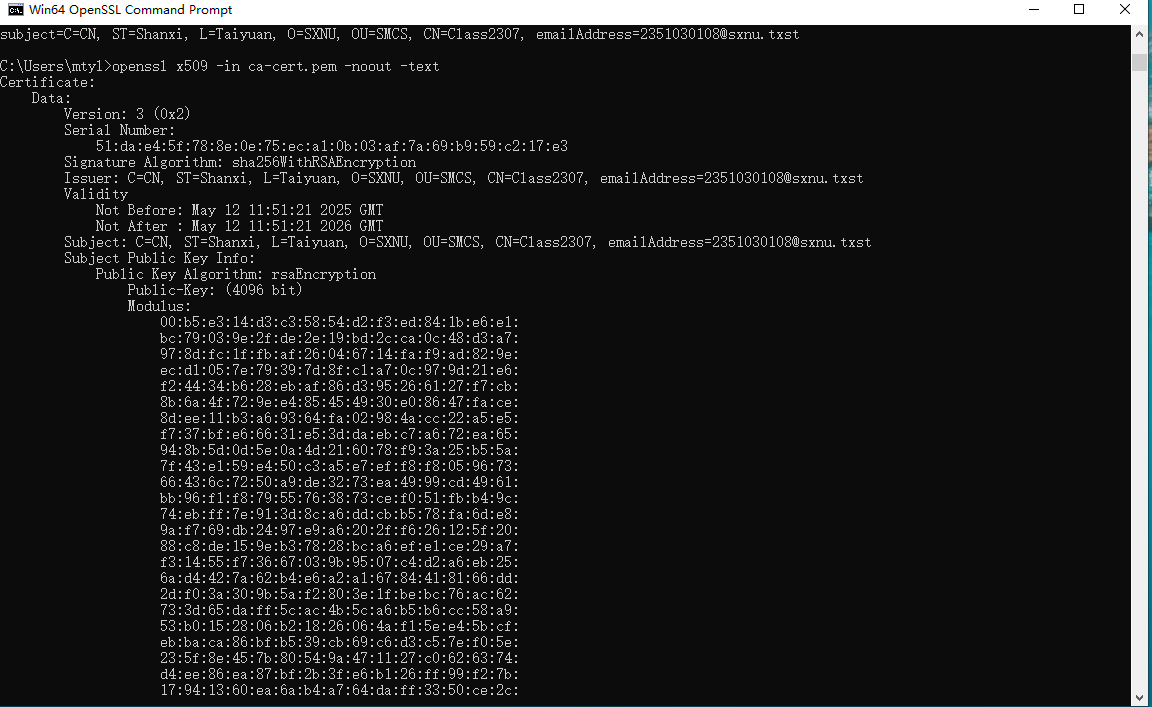 Win64 OpenSSL Command Prompt
subject=C=CN, ST=Shanxi, L=Taiyuan, O=SXNU, OU=SMCS, CN=Class2307, emailAddress=2351030108@sxnu.txst
C:\Users\mtyl>openssl x509 -in ca-cert.pem -noout -text
Certificate:
Data:
Version: 3 (0x2)
Serial Number:
51:da:e4:5f:78:8e:0e:75:ec:a1:0b:03:af:7a:69:b9:59:c2:17:e3
Signature Algorithm: sha256WithRSAEncryption
Issuer: C=CN, ST=Shanxi, L=Taiyuan, O=SXNU, OU=SMCS, CN=Class2307, emailAddress=2351030108@sxnu.txst
Validity
Not Before: May 12 11:51:21 2025 GMT
Not After : May 12 11:51:21 2026 GMT
Subject: C=CN, ST=Shanxi, L=Taiyuan, O=SXNU, OU=SMCS, CN=Class2307, emailAddress=2351030108@sxnu.txst
Subject Public Key Info:
Public Key Algorithm: rsaEncryption
Public-Key: (4096 bit)
Modulus:
00:b5:e3:14:d3:c3:58:54:d2:f3:ed:84:1b:e6:e1:
bc:79:03:9e:2f:de:2e:19:bd:2c:ca:0c:48:d3:a7:
97:8d:fc:1f:fb:af:26:04:67:14:fa:f9:ad:82:9e:
ec:d1:05:7e:79:39:7d:8f:c1:a7:0c:97:9d:21:e6:
f2:44:34:b6:28:eb:af:86:d3:95:26:61:27:f7:cb:
8b:6a:4f:72:9e:e4:85:45:49:30:e0:86:47:fa:ce:
8d:ee:11:b3:a6:93:64:fa:02:98:4a:cc:22:a5:e5:
f7:37:bf:e6:66:31:e5:3d:da:eb:c7:a6:72:ea:65:
94:8b:5d:0d:5e:0a:4d:21:60:78:f9:3a:25:b5:5a:
7f:43:e1:59:e4:50:c3:a5:e7:ef:f8:f8:05:96:73:
66:43:6c:72:50:a9:de:32:73:ea:49:99:cd:49:61:
bb:96:f1:f8:79:55:76:38:73:ce:f0:51:fb:b4:9c:
74:eb:ff:7e:91:3d:8c:a6:dd:cb:b5:78:fa:6d:e8:
9a:f7:69:db:24:97:e9:a6:20:2f:f6:26:12:5f:20:
88:c8:de:15:9e:b3:78:28:bc:a6:ef:e1:ce:29:a7:
f3:14:55:f7:36:67:03:9b:95:07:c4:d2:a6:eb:25:
6a:d4:42:7a:62:b4:e6:a2:a1:67:84:41:81:66:dd:
2d:f0:3a:30:9b:5a:f2:80:3e:1f:be:bc:76:ac:62:
73:3d:65:da:ff:5c:ac:4b:5c:a6:b5:b6:cc:58:a9:
53:b0:15:28:06:b2:18:26:06:4a:f1:5e:e4:5b:cf:
eb:ba:ca:86:bf:b5:39:cb:69:c6:d3:c5:7e:f0:5e:
23:5f:8e:45:7b:80:54:9a:47:11:27:c0:62:63:74:
d4:ee:86:ea:87:bf:2b:3f:e6:b1:26:ff:99:f2:7b:
17:94:13:60:ea:6a:b4:a7:64:da:ff:33:50:ce:2c: